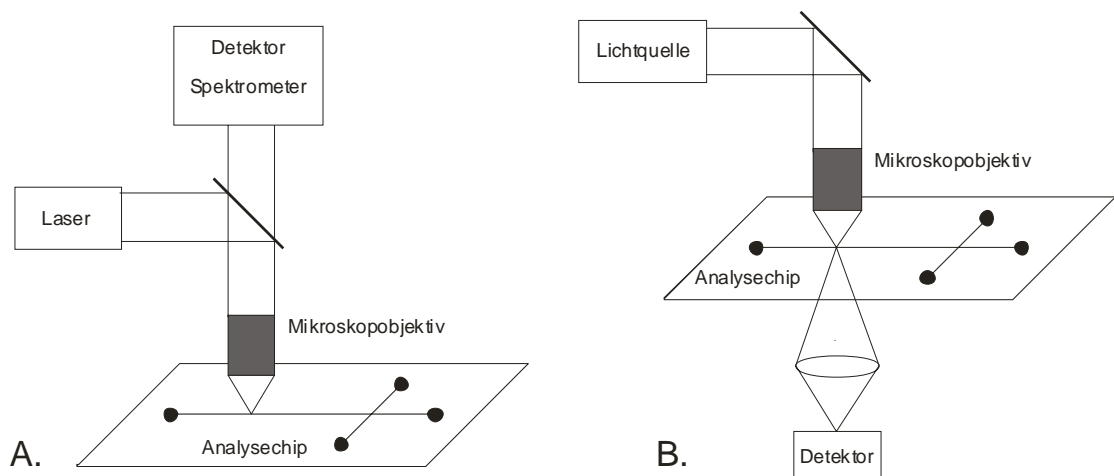 Detektor
Spektrometer
Laser
Mikroskopobjektiv
Analysechip
A.
Lichtquelle
Mikroskopobjektiv
Analysechip
Detektor
B.